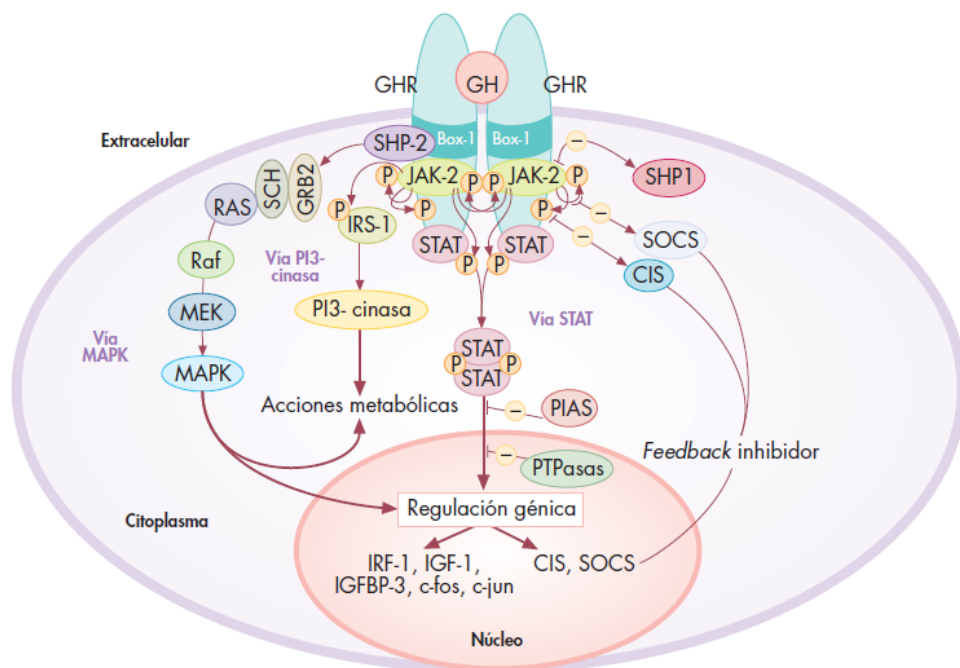 GHR
GH
GHR
Extracelular
Box-1
Box-1
SHP-2
–
P
JAK-2
P
P
JAK-2
P
SHP1
SCH
GRB2
RAS
P
IRS-1
P
P
–
SOCS
STAT
STAT
–
CIS
P
P
Raf
Vía PI3-
cinasa
MEK
PI3- cinasa
Vía STAT
Vía
MAPK
STAT
P
P
STAT
MAPK
Acciones metabólicas
–
PIAS
Feedback inhibidor
–
PTPasas
Citoplasma
Regulación génica
IRF-1, IGF-1,
IGFBP-3, c-fos, c-jun
CIS, SOCS
Núcleo